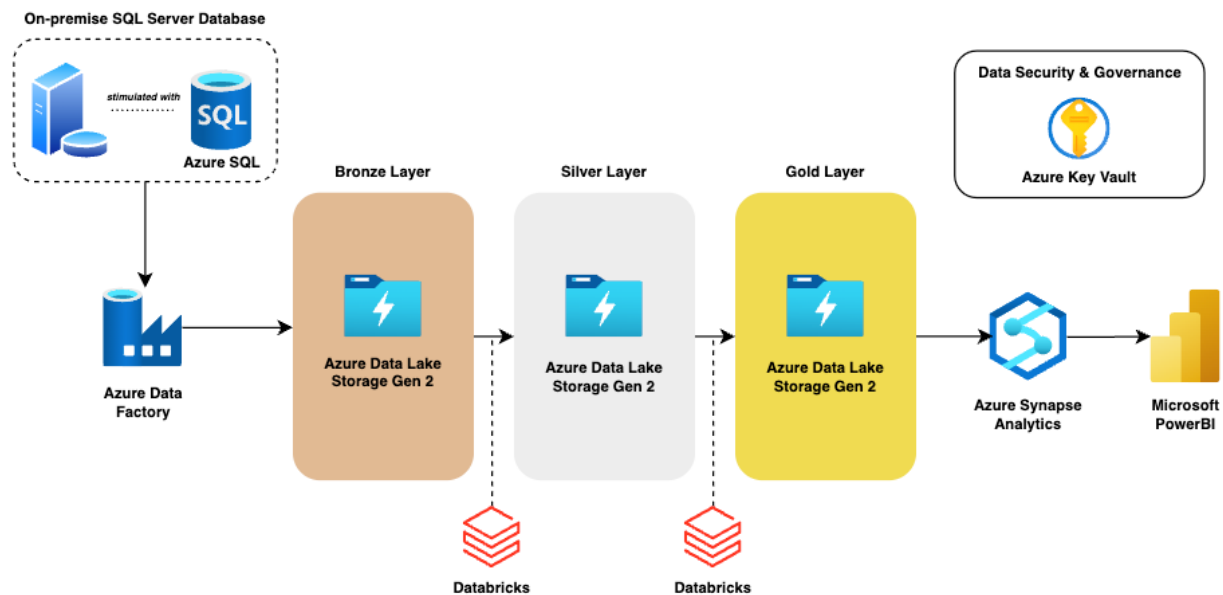 On-premise SQL Server Database
stimulated with
SQL
Azure SQL
Data Security & Governance
Azure Key Vault
Bronze Layer
Silver Layer
Gold Layer
Azure Data
Factory
Azure Data Lake
Storage Gen 2
Azure Data Lake
Storage Gen 2
Azure Data Lake
Storage Gen 2
Azure Synapse
Analytics
Microsoft
PowerBI
Databricks
Databricks